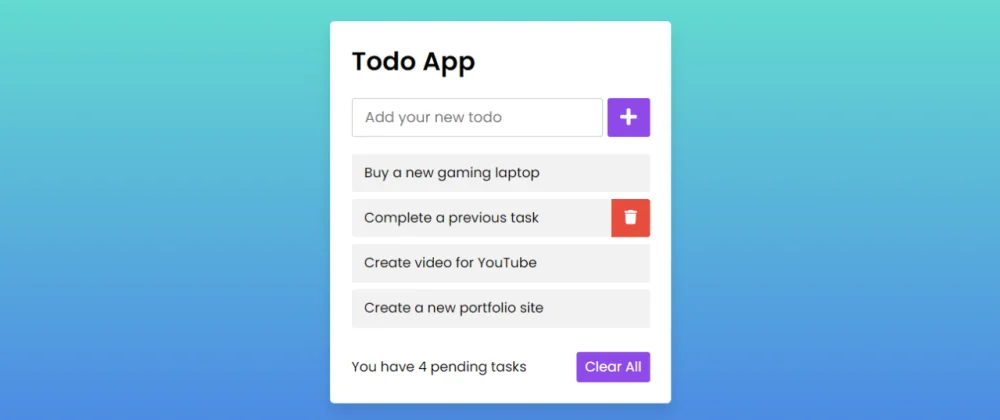 Todo App
Add your new todo
Buy a new gaming laptop
Complete a previous task
Create video for YouTube
Create a new portfolio site
You have 4 pending tasks
Clear All